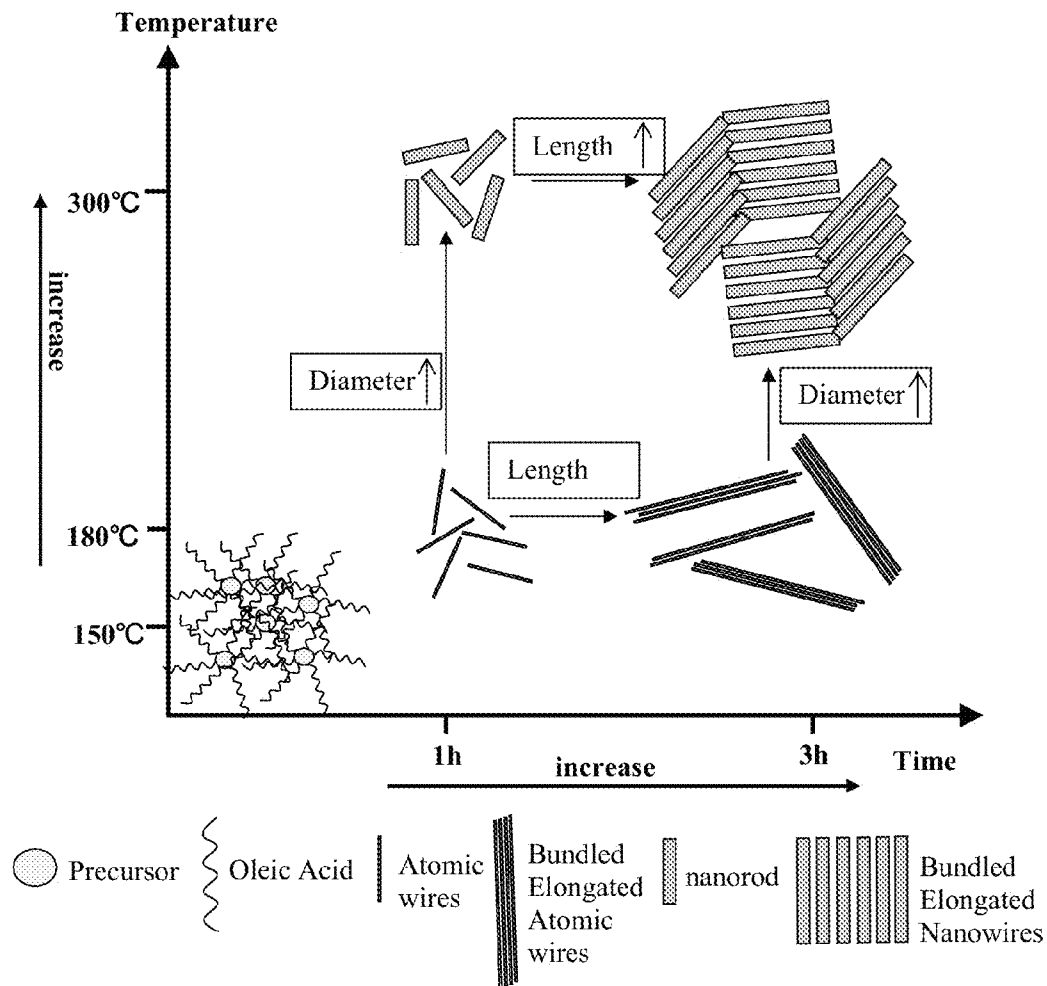 Temperature
Length ↑
300℃
increase
Diameter ↑
Diameter ↑
Length
180℃
150℃
1h
3h
Time
increase
Precursor
Oleic Acid
Atomic
wires
Bundled
Elongated
Atomic
wires
nanorod
Bundled
Elongated
Nanowires